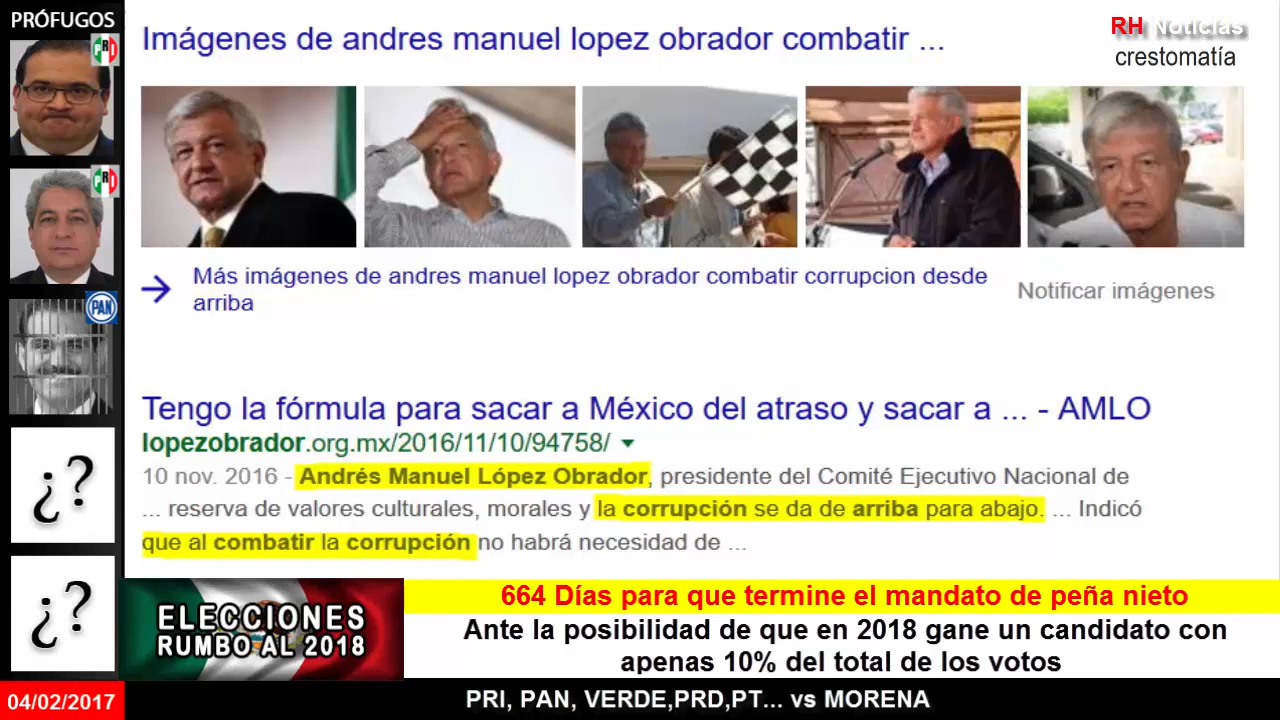 PRÓFUGOS
PRI
PRI
PAN
¿?
¿?
RH Noticias
crestomatía
Imágenes de andres manuel lopez obrador combatir ...
Más imágenes de andres manuel lopez obrador combatir corrupcion desde
arriba
Notificar imágenes
Tengo la fórmula para sacar a México del atraso y sacar a ... - AMLO
lopezobrador.org.mx/2016/11/10/94758/
10 nov. 2016 - Andrés Manuel López Obrador, presidente del Comité Ejecutivo Nacional de
... reserva de valores culturales, morales y la corrupción se da de arriba para abajo. ... Indicó
que al combatir la corrupción no habrá necesidad de ...
ELECCIONES
RUMBO AL 2018
664 Días para que termine el mandato de peña nieto
Ante la posibilidad de que en 2018 gane un candidato con
apenas 10% del total de los votos
04/02/2017
PRI, PAN, VERDE,PRD,PT... vs MORENA